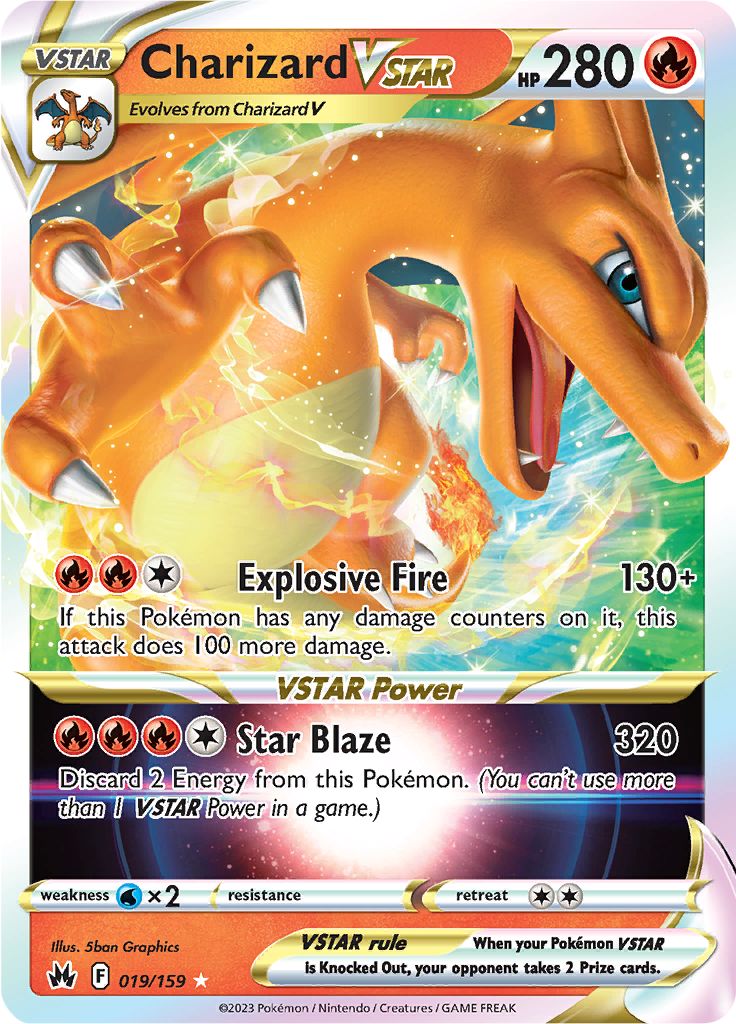 VSTAR
Charizard VSTAR
HP 280
Evolves from Charizard V
Explosive Fire 130+
If this Pokémon has any damage counters on it, this
attack does 100 more damage.
VSTAR Power
Star Blaze 320
Discard 2 Energy from this Pokémon. (You can't use more
than 1 VSTAR Power in a game.)
weakness ×2 resistance retreat
Illus. 5ban Graphics
VSTAR rule When your Pokémon VSTAR
is Knocked Out, your opponent takes 2 Prize cards.
F 019/159 ★
©2023 Pokémon / Nintendo / Creatures / GAME FREAK